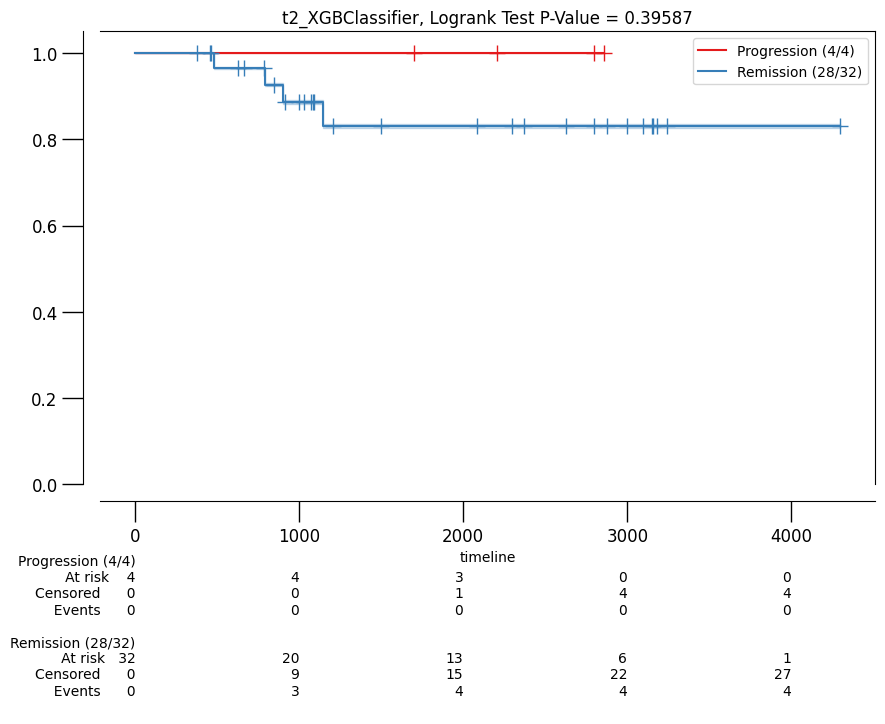 t2_XGBClassifier, Logrank Test P-Value = 0.39587
Progression (4/4)
Remission (28/32)
1.0
0.8
0.6
0.4
0.2
0.0
0 1000 2000 3000 4000
timeline
Progression (4/4)
At risk 4 4 3 0 0
Censored 0 0 1 4 4
Events 0 0 0 0 0
Remission (28/32)
At risk 32 20 13 6 1
Censored 0 9 15 22 27
Events 0 3 4 4 4